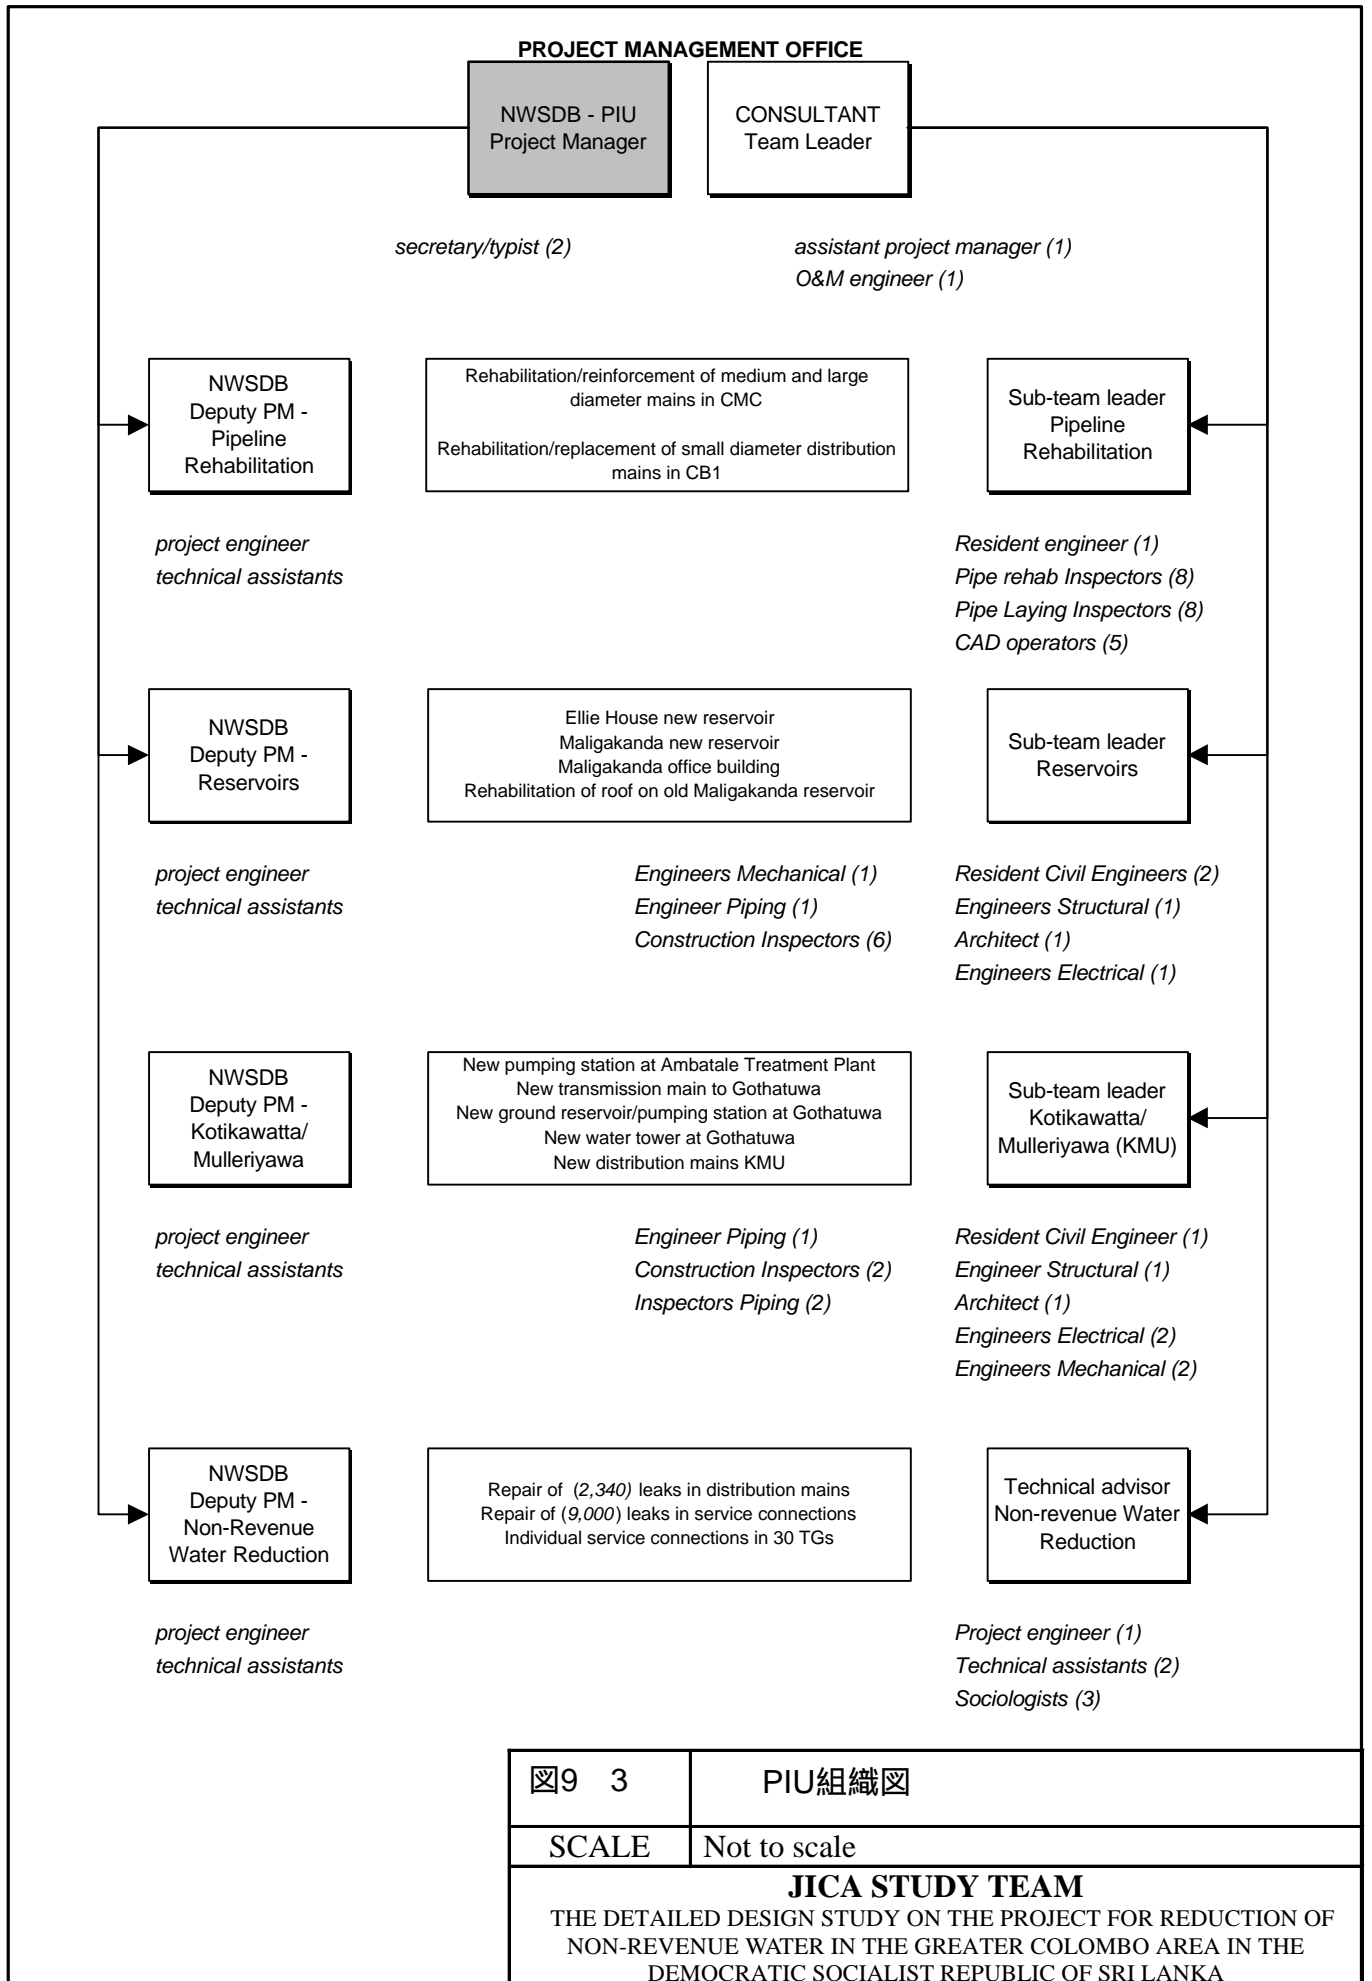 PROJECT MANAGEMENT OFFICE
NWSDB - PIU
Project Manager
CONSULTANT
Team Leader
secretary/typist (2)
assistant project manager (1)
O&M engineer (1)
NWSDB
Deputy PM -
Pipeline
Rehabilitation
Rehabilitation/reinforcement of medium and large
diameter mains in CMC
Rehabilitation/replacement of small diameter distribution
mains in CB1
Sub-team leader
Pipeline
Rehabilitation
project engineer
technical assistants
Resident engineer (1)
Pipe rehab Inspectors (8)
Pipe Laying Inspectors (8)
CAD operators (5)
NWSDB
Deputy PM -
Reservoirs
Ellie House new reservoir
Maligakanda new reservoir
Maligakanda office building
Rehabilitation of roof on old Maligakanda reservoir
Sub-team leader
Reservoirs
project engineer
technical assistants
Engineers Mechanical (1)
Engineer Piping (1)
Construction Inspectors (6)
Resident Civil Engineers (2)
Engineers Structural (1)
Architect (1)
Engineers Electrical (1)
NWSDB
Deputy PM -
Kotikawatta/
Mulleriyawa
New pumping station at Ambatale Treatment Plant
New transmission main to Gothatuwa
New ground reservoir/pumping station at Gothatuwa
New water tower at Gothatuwa
New distribution mains KMU
Sub-team leader
Kotikawatta/
Mulleriyawa (KMU)
project engineer
technical assistants
Engineer Piping (1)
Construction Inspectors (2)
Inspectors Piping (2)
Resident Civil Engineer (1)
Engineer Structural (1)
Architect (1)
Engineers Electrical (2)
Engineers Mechanical (2)
NWSDB
Deputy PM -
Non-Revenue
Water Reduction
Repair of (2,340) leaks in distribution mains
Repair of (9,000) leaks in service connections
Individual service connections in 30 TGs
Technical advisor
Non-revenue Water
Reduction
project engineer
technical assistants
Project engineer (1)
Technical assistants (2)
Sociologists (3)
図9 3
PIU組織図
SCALE
Not to scale
JICA STUDY TEAM
THE DETAILED DESIGN STUDY ON THE PROJECT FOR REDUCTION OF
NON-REVENUE WATER IN THE GREATER COLOMBO AREA IN THE
DEMOCRATIC SOCIALIST REPUBLIC OF SRI LANKA